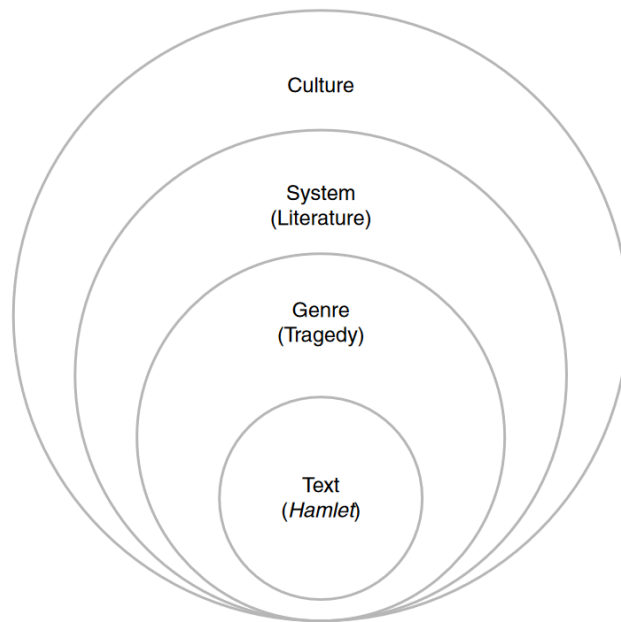 Culture
System
(Literature)
Genre
(Tragedy)
Text
(Hamlet)